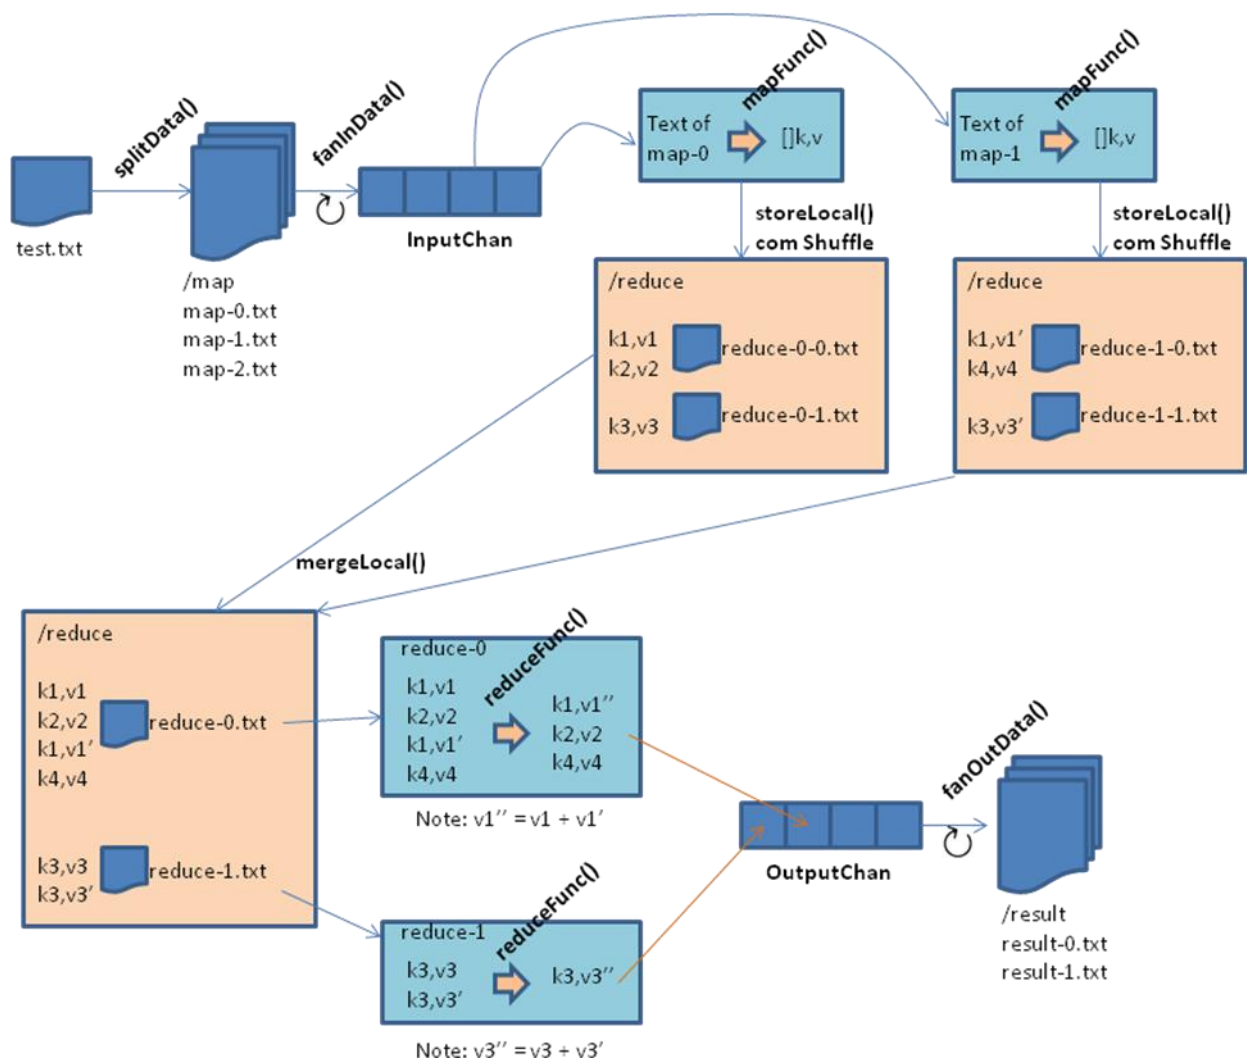 splitData()
test.txt
fanInData()
/map
map-0.txt
map-1.txt
map-2.txt
InputChan
mapFunc()
Text of
map-0
[]k,v
storeLocal()
com Shuffle
mapFunc()
Text of
map-1
[]k,v
storeLocal()
com Shuffle
/reduce
k1,v1
k2,v2
reduce-0-0.txt
k3,v3
reduce-0-1.txt
/reduce
k1,v1′
k4,v4
reduce-1-0.txt
k3,v3′
reduce-1-1.txt
mergeLocal()
/reduce
k1,v1
k2,v2
k1,v1′
k4,v4
reduce-0.txt
k3,v3
k3,v3′
reduce-1.txt
reduce-0
reduceFunc()
k1,v1
k2,v2
k1,v1′
k4,v4
k1,v1′′
k2,v2
k4,v4
Note: v1′′ = v1 + v1′
reduce-1
reduceFunc()
k3,v3
k3,v3′
k3,v3′′
Note: v3′′ = v3 + v3′
OutputChan
fanOutData()
/result
result-0.txt
result-1.txt